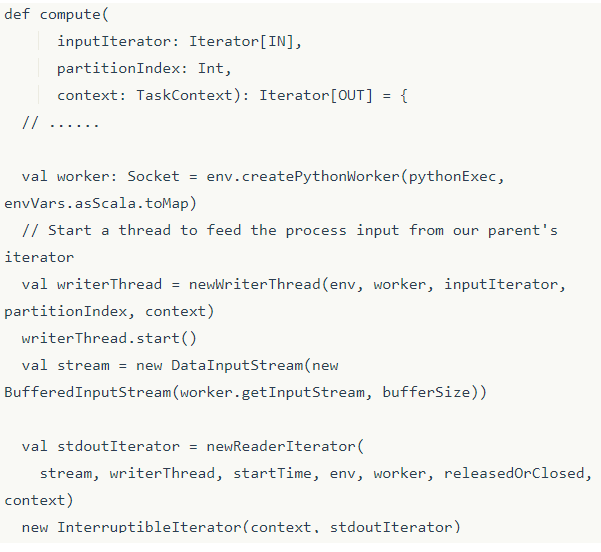 def compute(
inputIterator: Iterator[IN],
partitionIndex: Int,
context: TaskContext): Iterator[OUT] = {
// ......
val worker: Socket = env.createPythonWorker(pythonExec,
envVars.asScala.toMap)
// Start a thread to feed the process input from our parent's
iterator
val writerThread = newWriterThread(env, worker, inputIterator,
partitionIndex, context)
writerThread.start()
val stream = new DataInputStream(new
BufferedInputStream(worker.getInputStream, bufferSize))
val stdoutIterator = newReaderIterator(
stream, writerThread, startTime, env, worker, releasedOrClosed,
context)
new InterruptibleIterator(context, stdoutIterator)